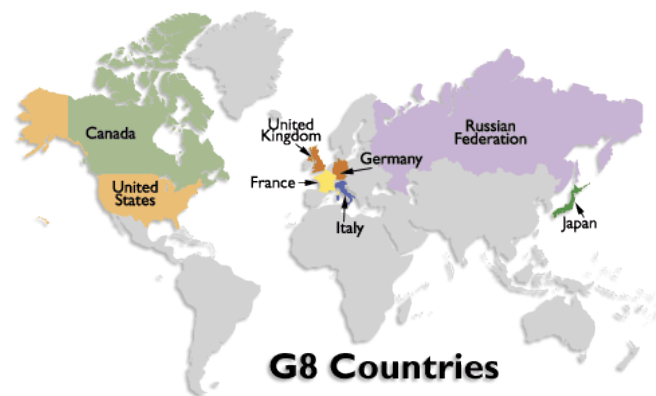 Canada
United
States
United
Kingdom
France
Germany
Italy
Russian
Federation
Japan
G8 Countries